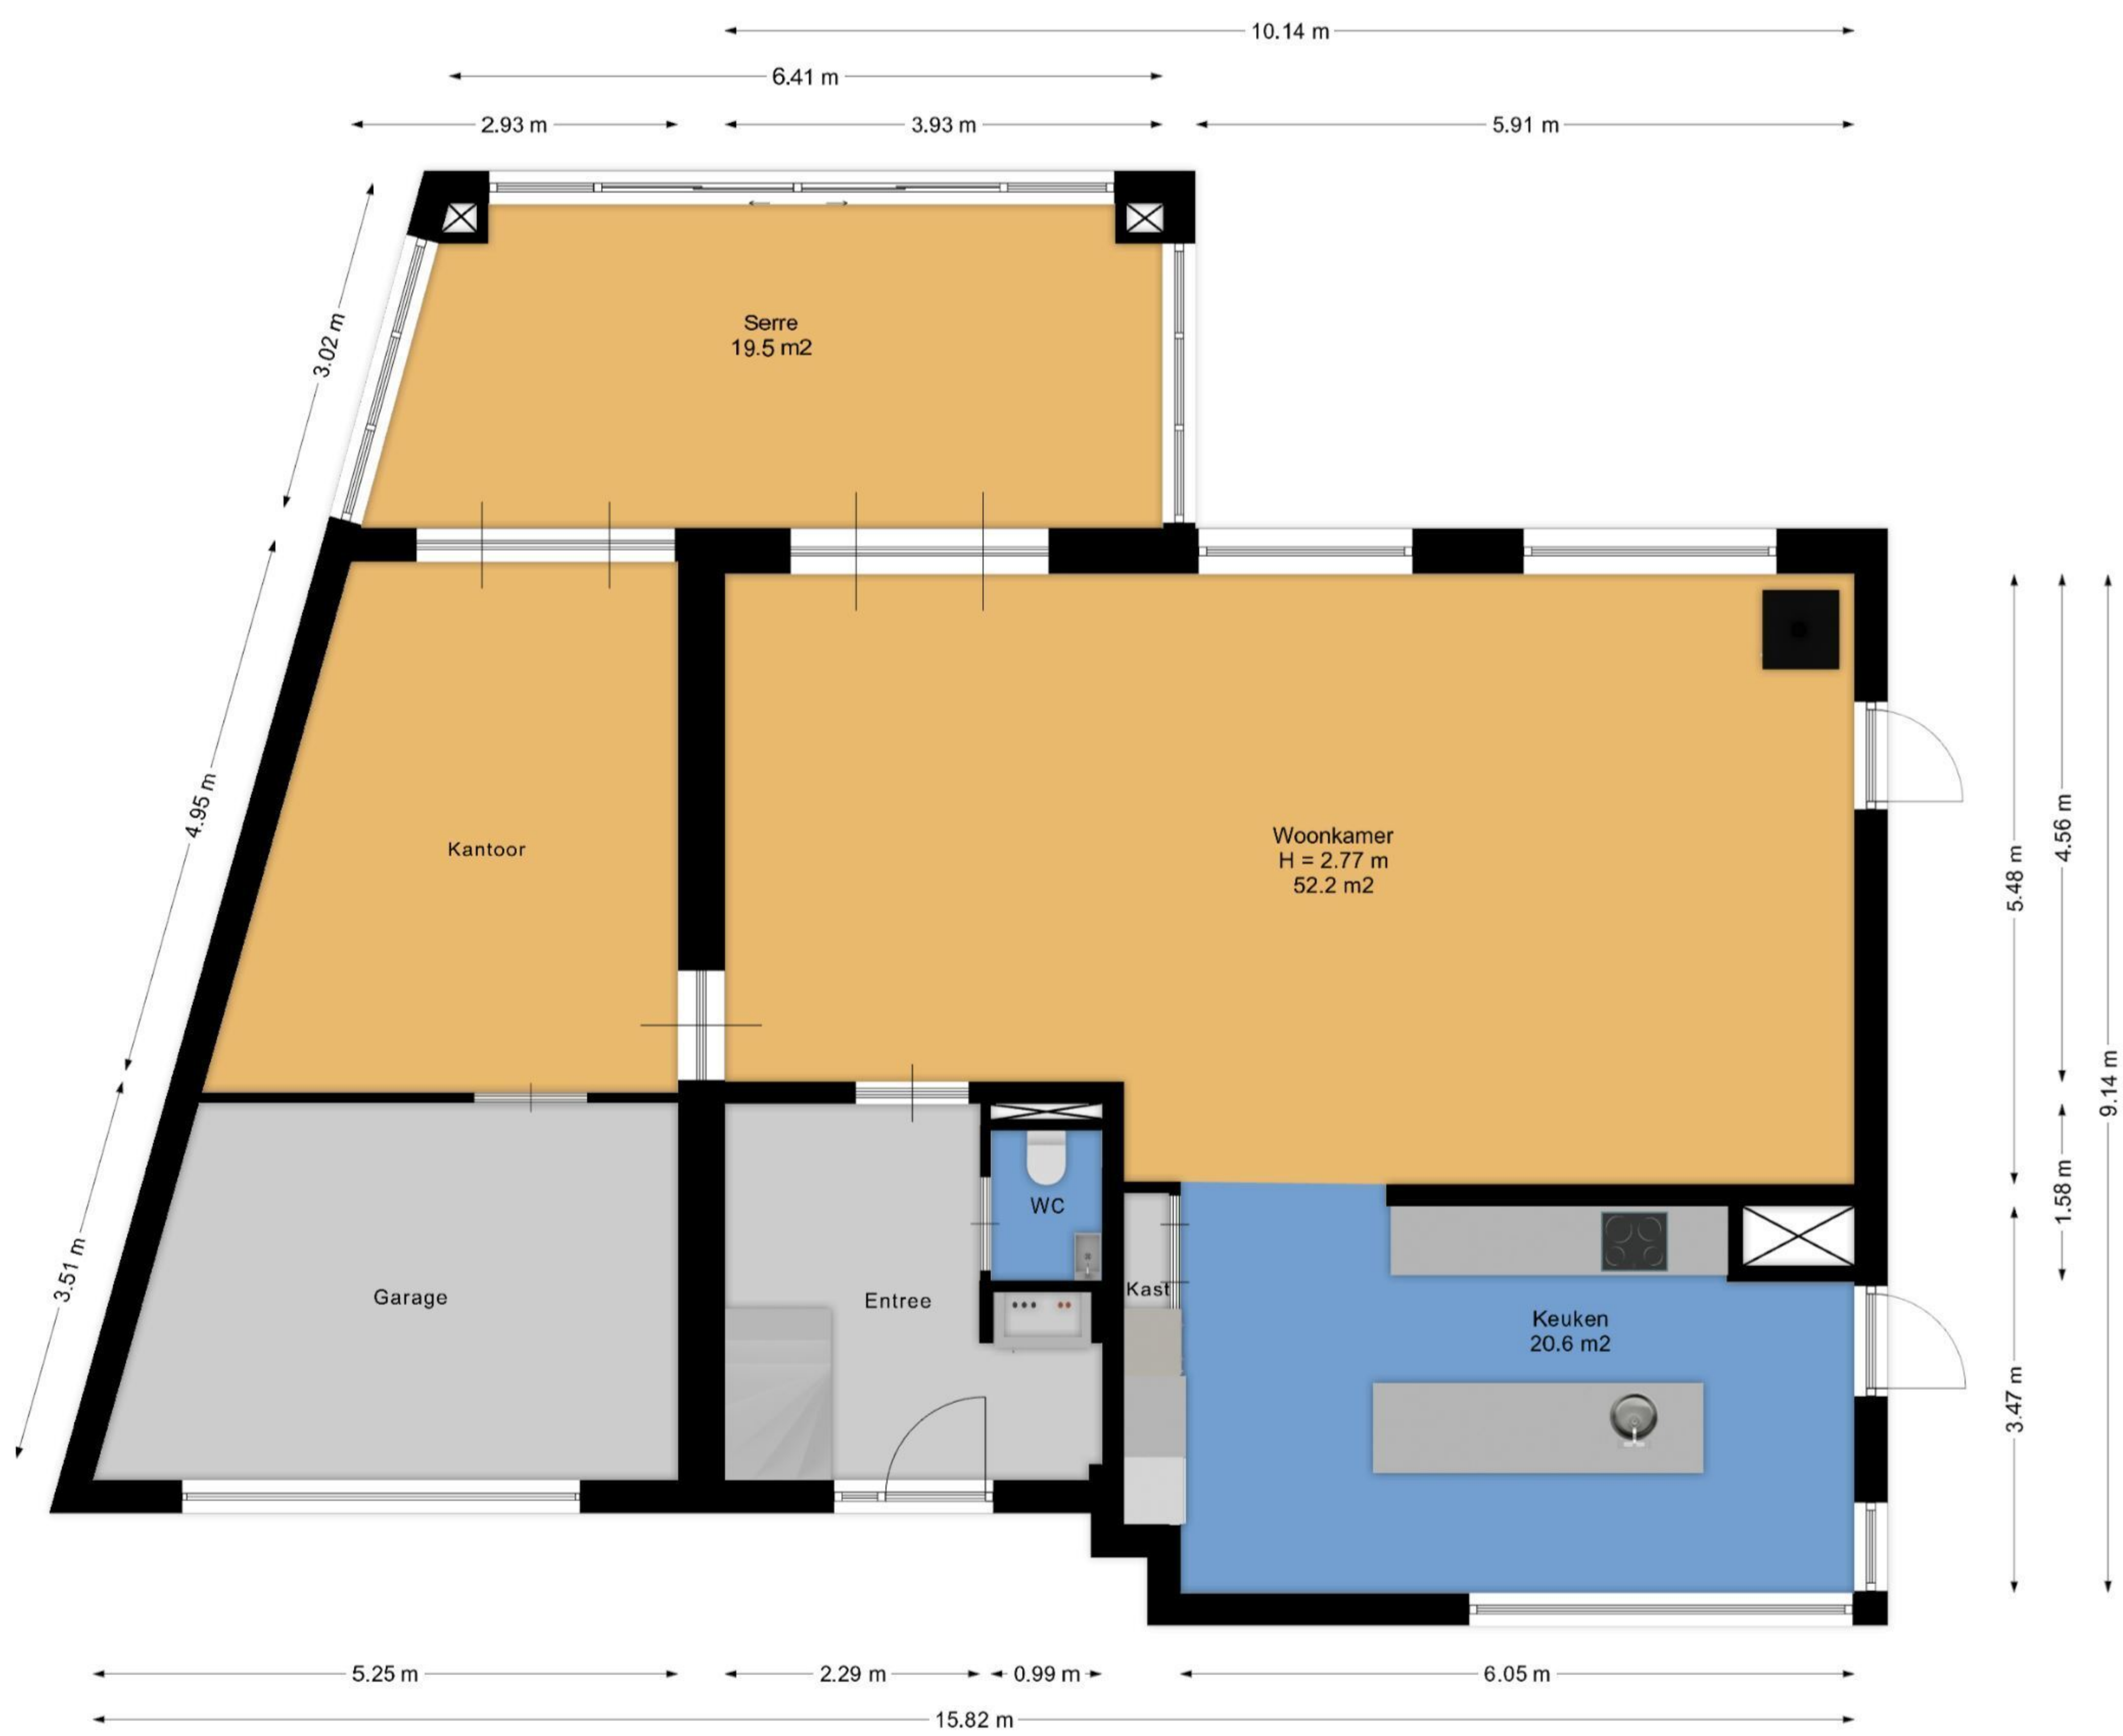 10.14 m
6.41 m
2.93 m
3.93 m
5.91 m
3.02 m
Serre
19.5 m2
4.95 m
Kantoor
Woonkamer
H = 2.77 m
52.2 m2
5.48 m
4.56 m
9.14 m
3.51 m
Garage
Entree
WC
Kast
Keuken
20.6 m2
1.58 m
3.47 m
5.25 m
2.29 m
0.99 m
6.05 m
15.82 m